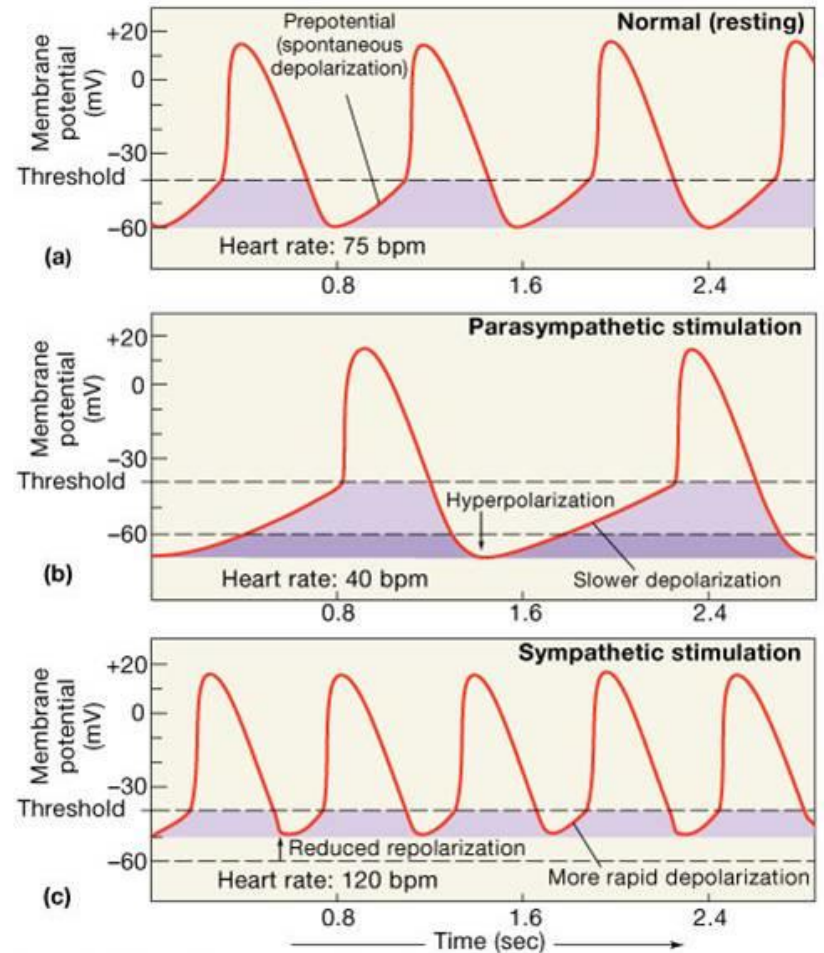 Normal (resting)
Prepotential
(spontaneous
depolarization)
Membrane
potential
(mV)
+20
0
–30
Threshold
–60
(a)
Heart rate: 75 bpm
0.8
1.6
2.4
Parasympathetic stimulation
Membrane
potential
(mV)
+20
0
–30
Threshold
–60
Hyperpolarization
(b)
Heart rate: 40 bpm
Slower depolarization
0.8
1.6
2.4
Sympathetic stimulation
Membrane
potential
(mV)
+20
0
–30
Threshold
–60
Reduced repolarization
(c)
Heart rate: 120 bpm
More rapid depolarization
0.8
1.6
2.4
Time (sec)